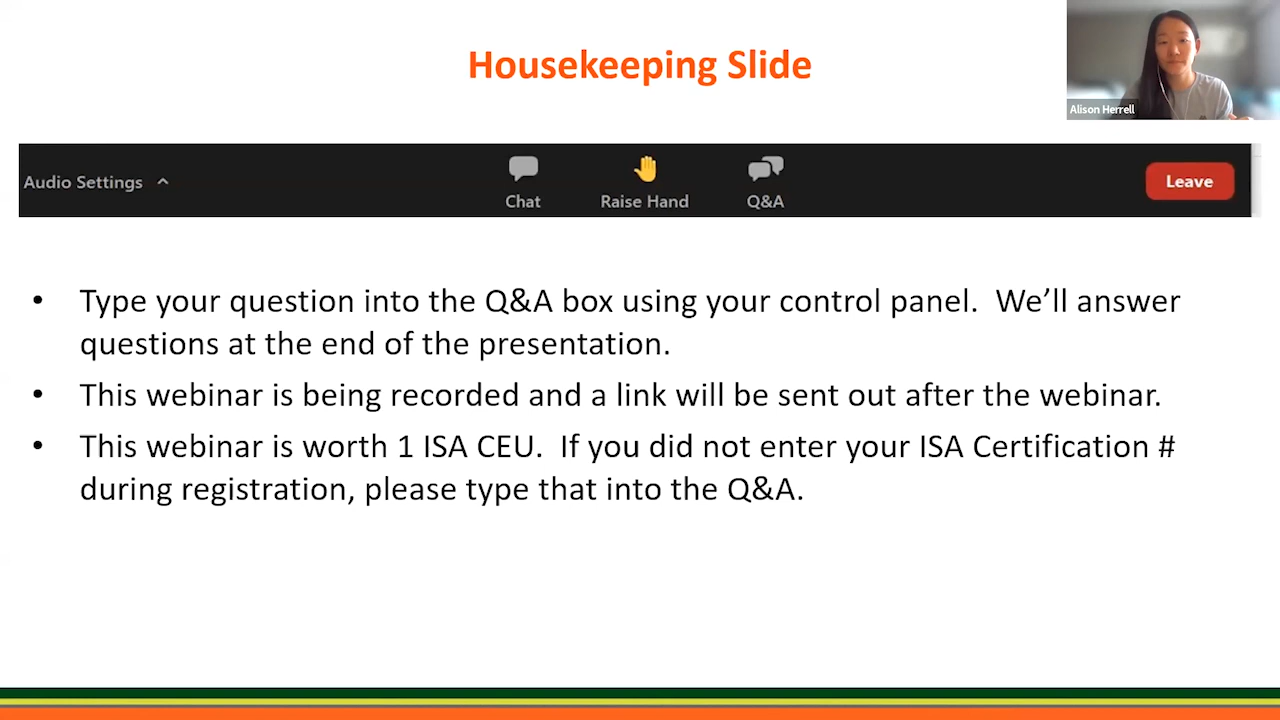 Housekeeping Slide
Alison Herrell
Audio Settings
Chat
Raise Hand
Q&A
Leave
• Type your question into the Q&A box using your control panel.  We’ll answer
questions at the end of the presentation.
• This webinar is being recorded and a link will be sent out after the webinar.
• This webinar is worth 1 ISA CEU.  If you did not enter your ISA Certification #
during registration, please type that into the Q&A.